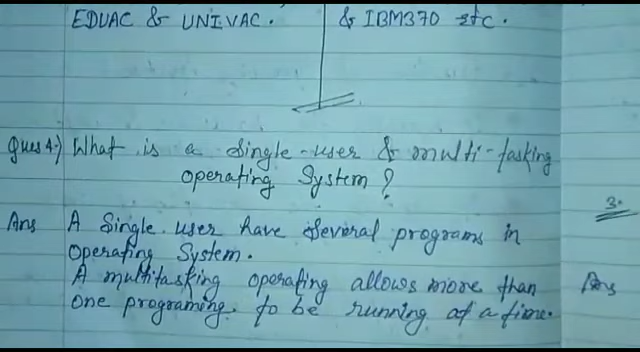 EDVAC & UNIVAC.
& IBM370 etc.
Ques 4.) What is a Single-user & multi-tasking
operating System?
3.
Ans A Single user have Several programs in
Operating System.
A multitasking operating allows more than
Ans
one programing. to be running at a time.